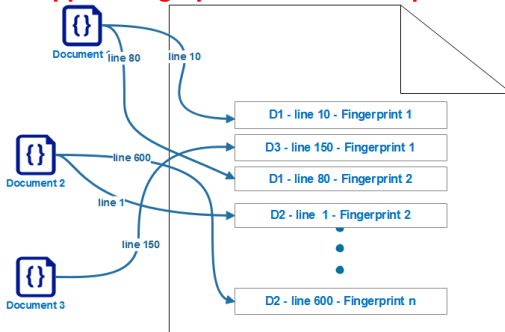 Document
line 80
line 10
D1 - line 10 - Fingerprint 1
D3 - line 150 - Fingerprint 1
line 600
Document 2
D1 - line 80 - Fingerprint 2
line 1
D2 - line 1 - Fingerprint 2
line 150
Document 3
D2 - line 600 - Fingerprint n